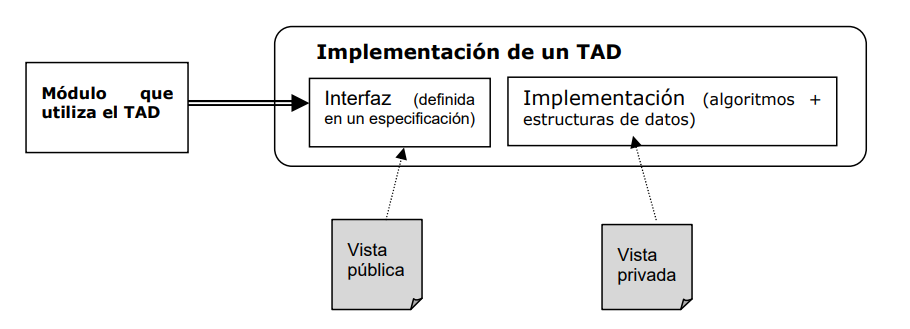 Implementación de un TAD
Módulo que
utiliza el TAD
Interfaz (definida
en un especificación)
Implementación (algoritmos +
estructuras de datos)
Vista
pública
Vista
privada